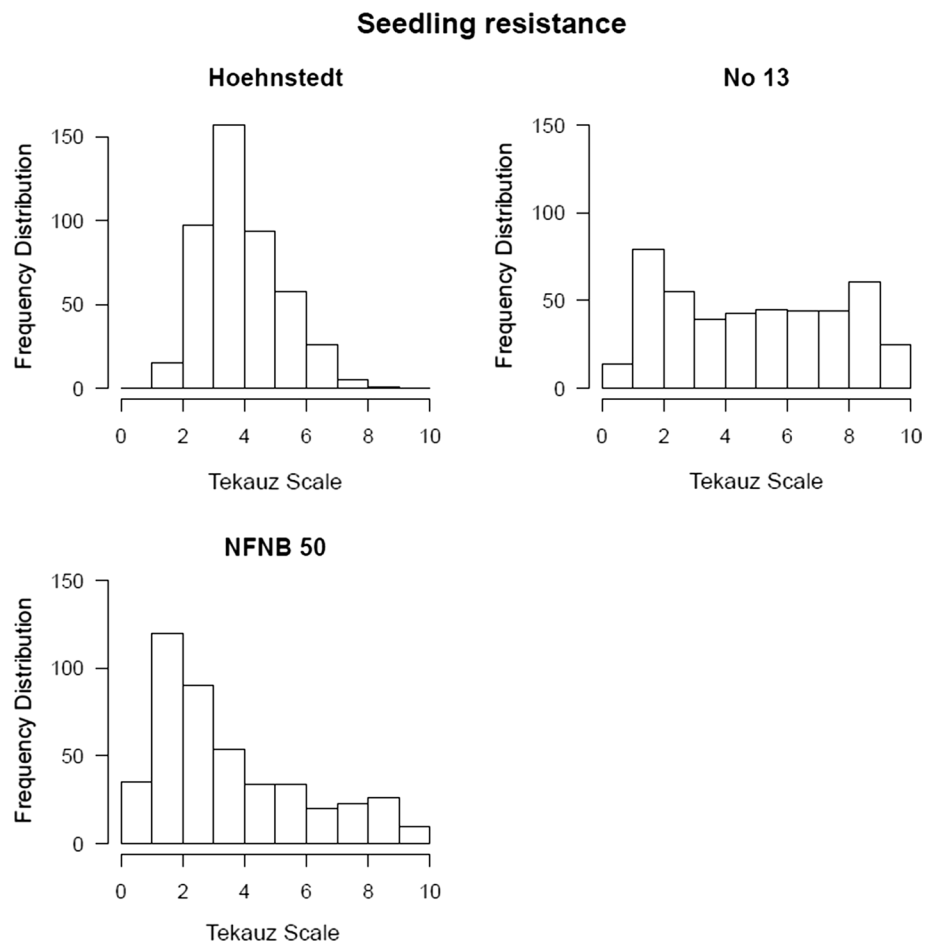 Seedling resistance
Hoehnstedt
Frequency Distribution
150
100
50
0
0 2 4 6 8 10
Tekauz Scale
No 13
Frequency Distribution
150
100
50
0
0 2 4 6 8 10
Tekauz Scale
NFNB 50
Frequency Distribution
150
100
50
0
0 2 4 6 8 10
Tekauz Scale